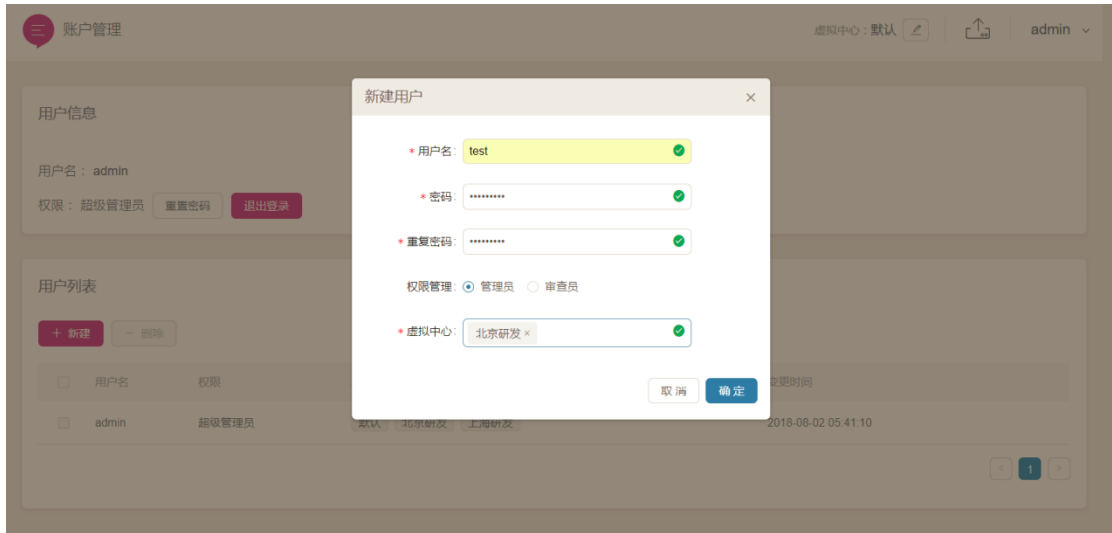 账户管理
虚拟中心：默认
admin
新建用户
用户信息
* 用户名：test
用户名： admin
* 密码：•••••••••
权限： 超级管理员 重置密码 退出登录
* 重复密码：•••••••••
权限管理： 管理员 审查员
用户列表
* 虚拟中心： 北京研发 ×
+ 新建 - 删除
取消 确定
用户名 权限 变更时间
admin 超级管理员 默认 北京研发 上海研发 2018-08-02 05:41:10
< 1 >